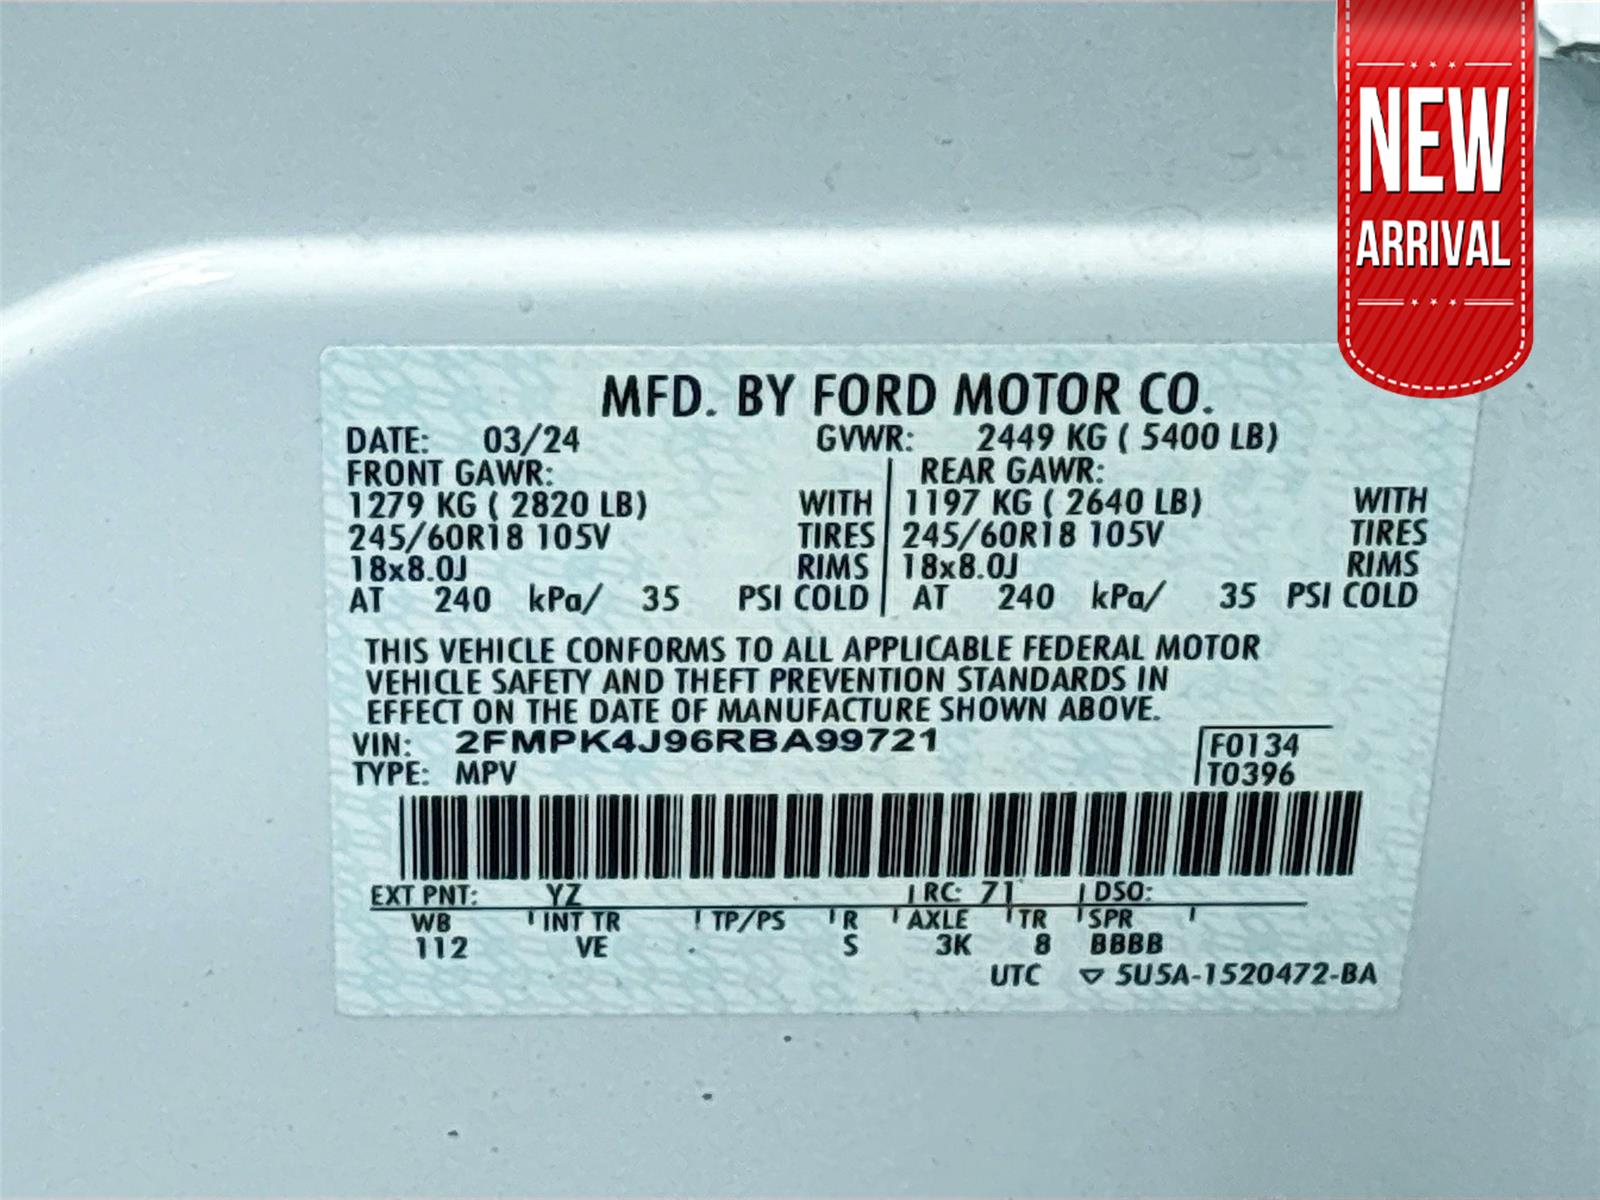 NEW
ARRIVAL
MFD. BY FORD MOTOR CO.
DATE: 03/24 GVWR: 2449 KG ( 5400 LB)
FRONT GAWR: REAR GAWR:
1279 KG ( 2820 LB) WITH 1197 KG ( 2640 LB) WITH
245/60R18 105V TIRES 245/60R18 105V TIRES
18x8.0J RIMS 18x8.0J RIMS
AT 240 kPa/ 35 PSI COLD AT 240 kPa/ 35 PSI COLD
THIS VEHICLE CONFORMS TO ALL APPLICABLE FEDERAL MOTOR
VEHICLE SAFETY AND THEFT PREVENTION STANDARDS IN
EFFECT ON THE DATE OF MANUFACTURE SHOWN ABOVE.
VIN: 2FMPK4J96RBA99721 F0134
TYPE: MPV T0396
EXT PNT: YZ RC: 71 DSO:
WB INT TR TP/PS R AXLE TR SPR
112 VE S 3K 8 BBBB
UTC ▽ 5U5A-1520472-BA